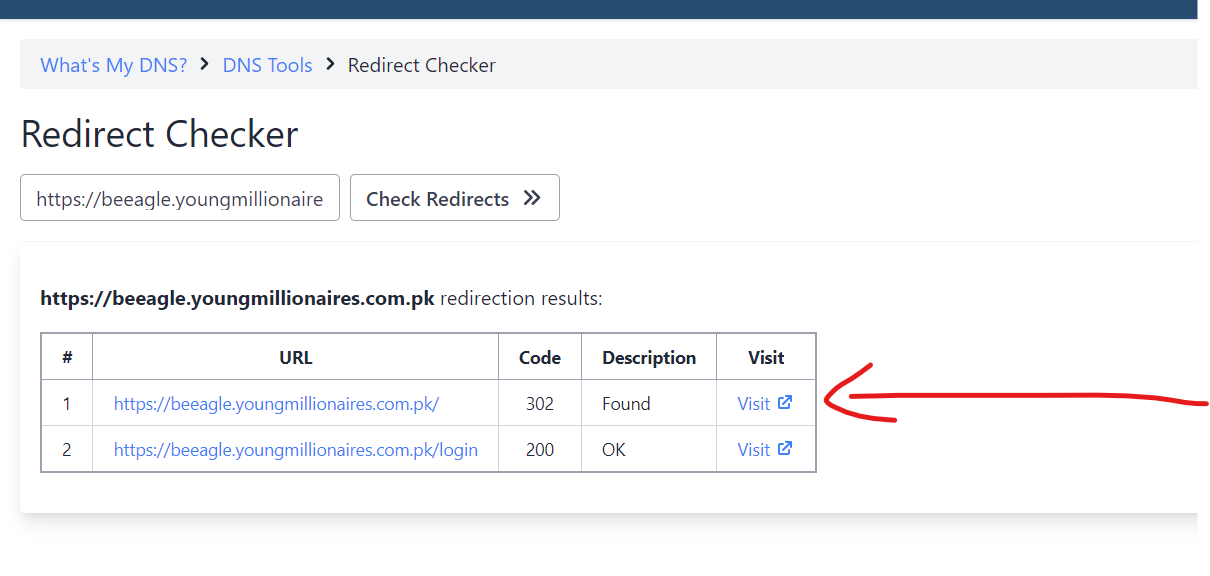 What's My DNS? > DNS Tools > Redirect Checker
Redirect Checker
https://beeagle.youngmillionaire Check Redirects »
https://beeagle.youngmillionaires.com.pk redirection results:
# URL Code Description Visit
1 https://beeagle.youngmillionaires.com.pk/ 302 Found Visit
2 https://beeagle.youngmillionaires.com.pk/login 200 OK Visit